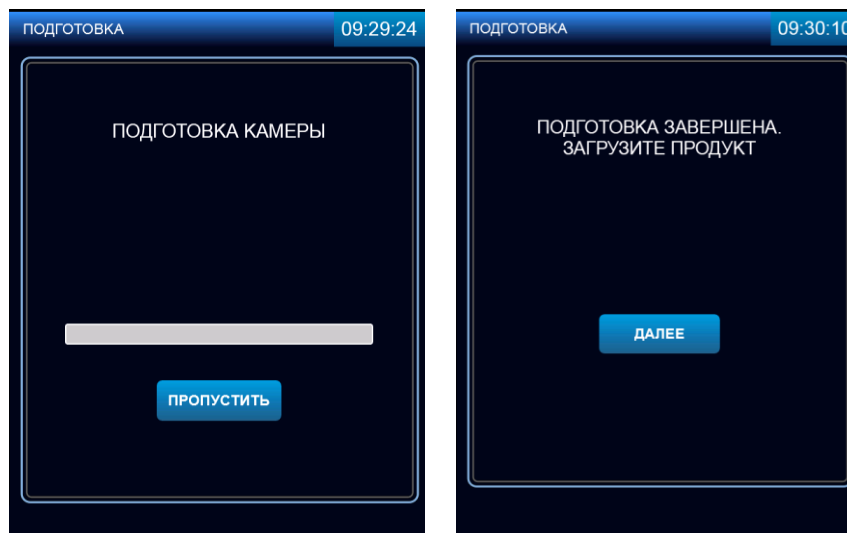 ПОДГОТОВКА
09:29:24
ПОДГОТОВКА КАМЕРЫ
ПРОПУСТИТЬ
ПОДГОТОВКА
09:30:10
ПОДГОТОВКА ЗАВЕРШЕНА.
ЗАГРУЗИТЕ ПРОДУКТ
ДАЛЕЕ